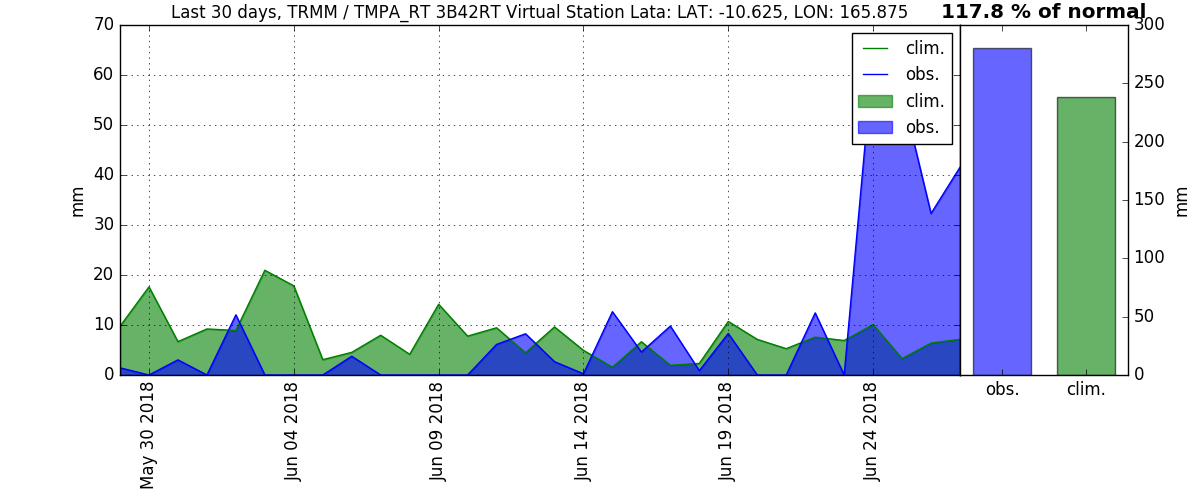 Last 30 days, TRMM / TMPA_RT 3B42RT Virtual Station Lata: LAT: -10.625, LON: 165.875
117.8 % of normal
70
60
50
40
30
20
10
0
mm
clim.
obs.
clim.
obs.
May 30 2018
Jun 04 2018
Jun 09 2018
Jun 14 2018
Jun 19 2018
Jun 24 2018
300
250
200
150
100
50
0
mm
obs.
clim.